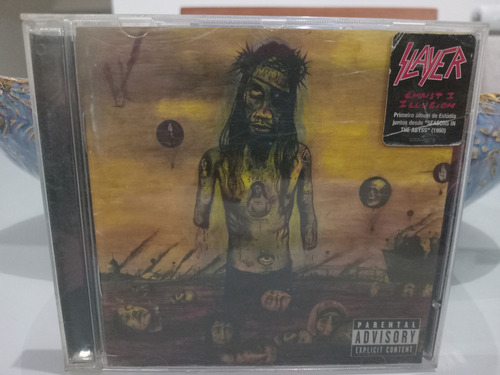 SLAYER
CHRIST I
ILLUSION
Primeiro álbum de Estúdio
juntos desde "SEASONS IN
THE ABYSS" (1990)
PARENTAL
ADVISORY
EXPLICIT CONTENT